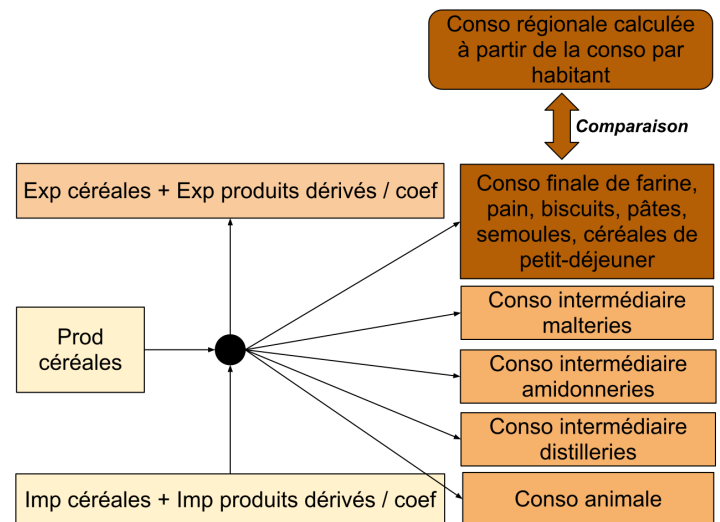 Conso régionale calculée
à partir de la conso par
habitant
Comparaison
Exp céréales + Exp produits dérivés / coef
Conso finale de farine,
pain, biscuits, pâtes,
semoules, céréales de
petit-déjeuner
Prod
céréales
Conso intermédiaire
malteries
Conso intermédiaire
amidonneries
Conso intermédiaire
distilleries
Imp céréales + Imp produits dérivés / coef
Conso animale